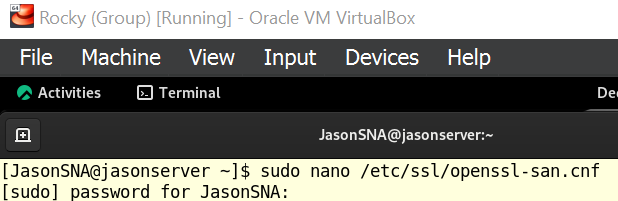 64
Rocky (Group) [Running] - Oracle VM VirtualBox
File Machine View Input Devices Help
Activities Terminal De
JasonSNA@jasonserver:~
[JasonSNA@jasonserver ~]$ sudo nano /etc/ssl/openssl-san.cnf
[sudo] password for JasonSNA: